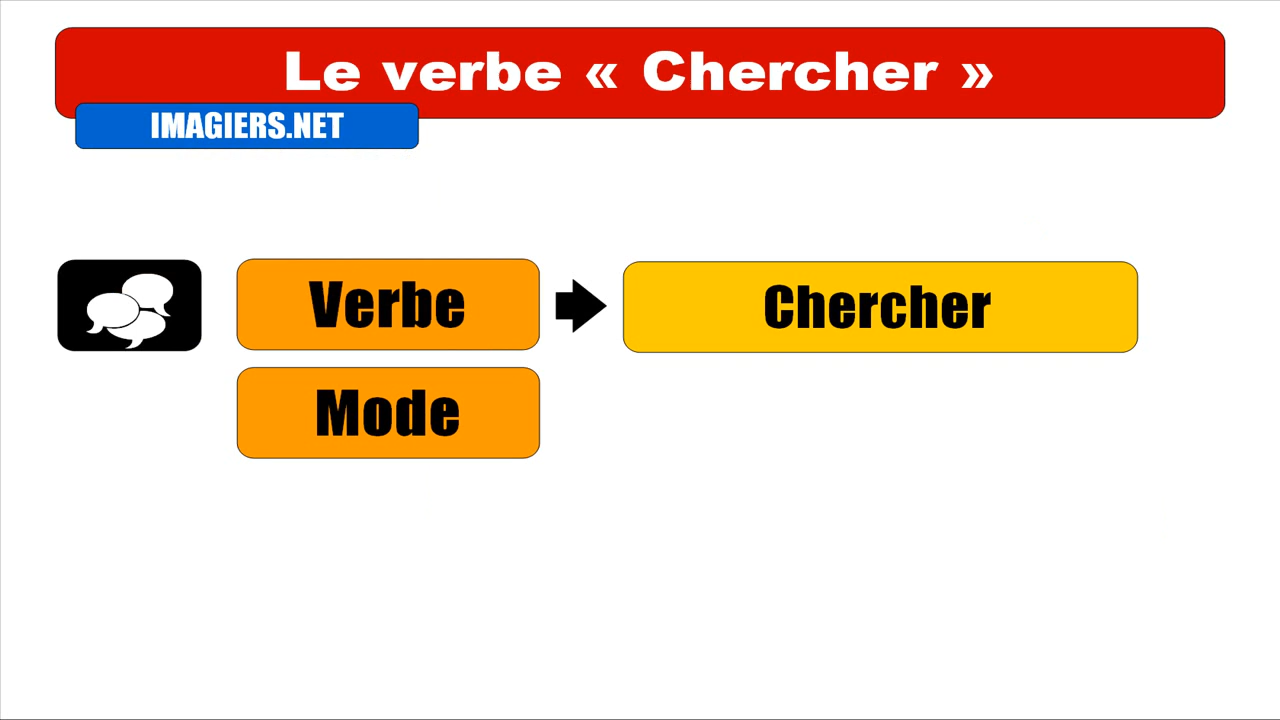 Le verbe « Chercher »
IMAGIERS.NET
Verbe
Chercher
Mode